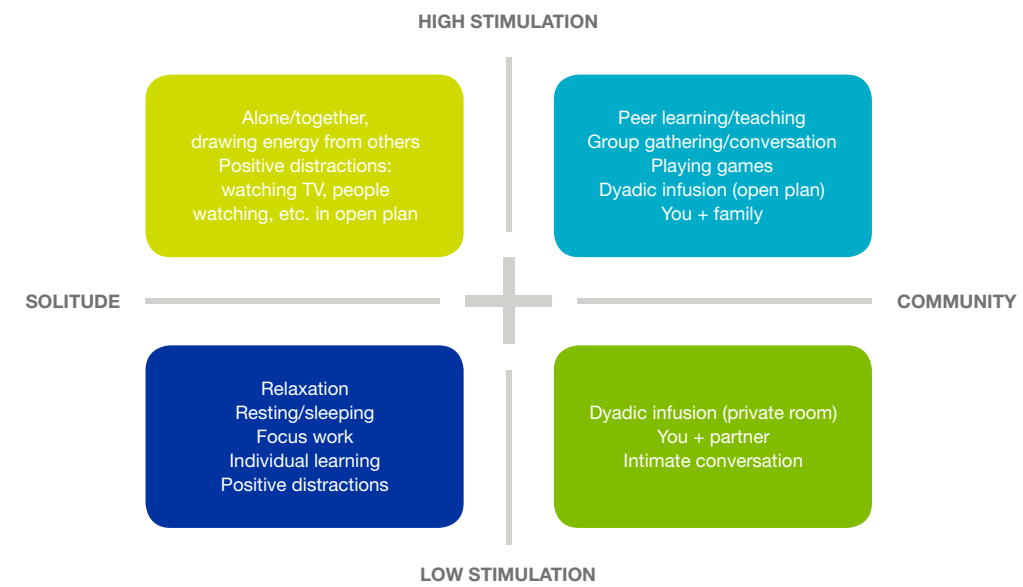 HIGH STIMULATION
Alone/together,
drawing energy from others
Positive distractions:
watching TV, people
watching, etc. in open plan
Peer learning/teaching
Group gathering/conversation
Playing games
Dyadic infusion (open plan)
You + family
SOLITUDE
COMMUNITY
Relaxation
Resting/sleeping
Focus work
Individual learning
Positive distractions
Dyadic infusion (private room)
You + partner
Intimate conversation
LOW STIMULATION